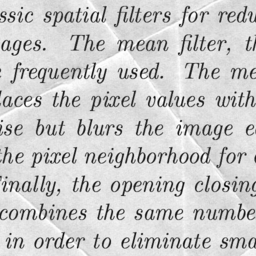 ssic spatial filters for redu
ages. The mean filter, th
frequently used. The me
laces the pixel values with
ise but blurs the image e
the pixel neighborhood for
Finally, the opening closing
combines the same numbe
in order to eliminate sma